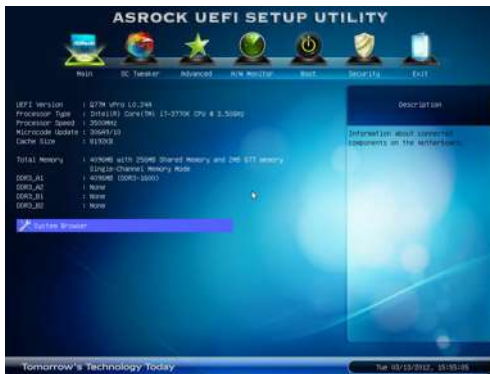 ASROCK UEFI SETUP UTILITY
Main OC Tweaker Advanced H/W Monitor Boot Security Exit
UEFI Version : Q77M vPro L0.24A
Processor Type : Intel(R) Core(TM) i7-3770K CPU @ 3.50GHz
Processor Speed : 3500MHz
Microcode Update : 306A9/10
Cache Size : 8192KB
Total Memory : 4096MB with 256MB Shared Memory and 2MB GTT memory
Single-Channel Memory Mode
DDR3_A1 : 4096MB (DDR3-1600)
DDR3_A2 : None
DDR3_B1 : None
DDR3_B2 : None
System Browser
Description
Information about connected
components on the motherboard.
Tomorrow's Technology Today
Tue 03/13/2012, 15:55:05